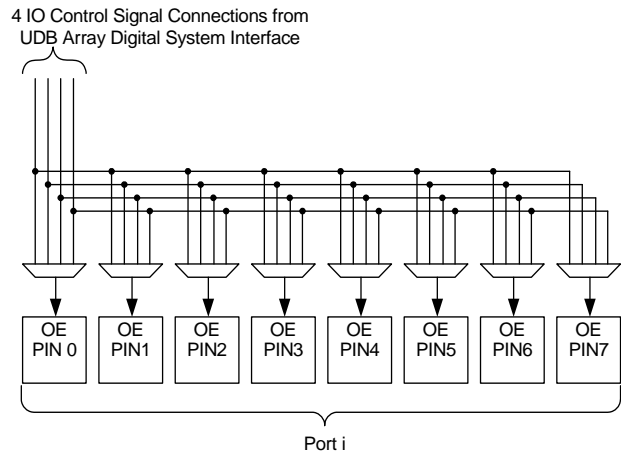 4 IO Control Signal Connections from
UDB Array Digital System Interface
OE
PIN 0
OE
PIN1
OE
PIN2
OE
PIN3
OE
PIN4
OE
PIN5
OE
PIN6
OE
PIN7
Port i